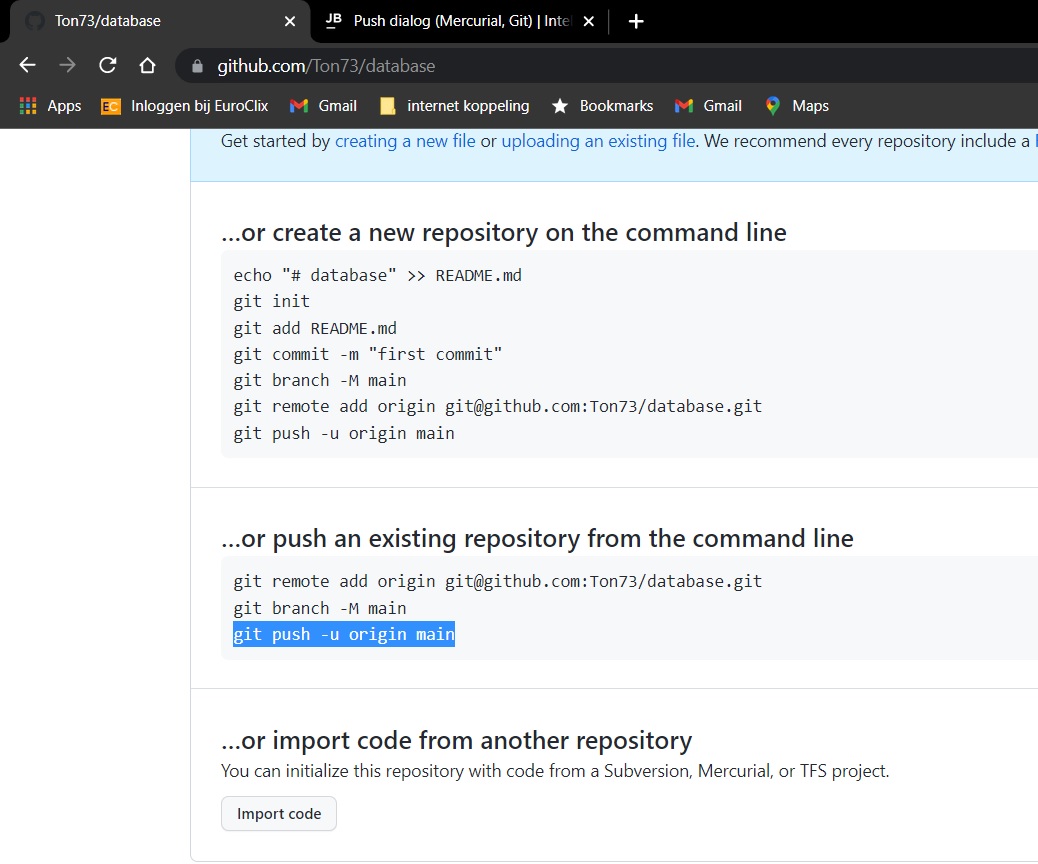 Ton73/database
JB Push dialog (Mercurial, Git) | Inte
github.com/Ton73/database
Apps EC Inloggen bij EuroClix Gmail internet koppeling Bookmarks Gmail Maps
Get started by creating a new file or uploading an existing file. We recommend every repository include a
...or create a new repository on the command line
echo "# database" >> README.md
git init
git add README.md
git commit -m "first commit"
git branch -M main
git remote add origin git@github.com:Ton73/database.git
git push -u origin main
...or push an existing repository from the command line
git remote add origin git@github.com:Ton73/database.git
git branch -M main
git push -u origin main
...or import code from another repository
You can initialize this repository with code from a Subversion, Mercurial, or TFS project.
Import code